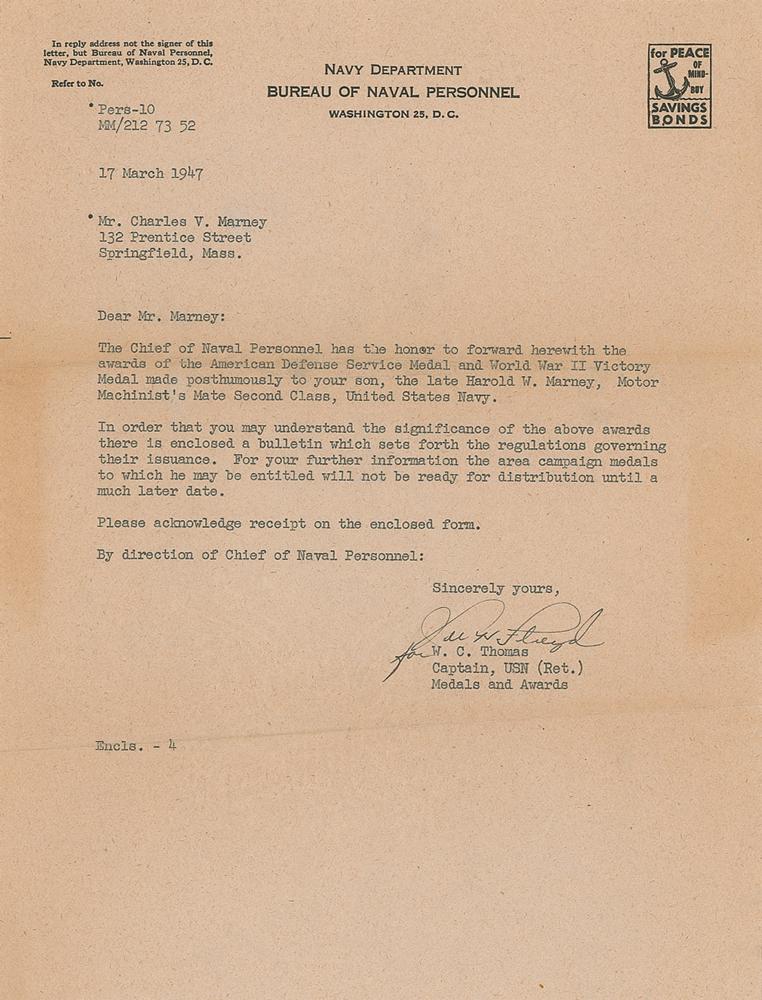 In reply address not the signer of this
letter, but Bureau of Naval Personnel,
Navy Department, Washington 25, D. C.
Refer to No.
Pers-10
MM/212 73 52
NAVY DEPARTMENT
BUREAU OF NAVAL PERSONNEL
WASHINGTON 25, D. C.
for PEACE
OF
MIND-
BUY
SAVINGS
BONDS
17 March 1947
Mr. Charles V. Marney
132 Prentice Street
Springfield, Mass.
Dear Mr. Marney:
The Chief of Naval Personnel has the honor to forward herewith the
awards of the American Defense Service Medal and World War II Victory
Medal made posthumously to your son, the late Harold W. Marney, Motor
Machinist's Mate Second Class, United States Navy.
In order that you may understand the significance of the above awards
there is enclosed a bulletin which sets forth the regulations governing
their issuance. For your further information the area campaign medals
to which he may be entitled will not be ready for distribution until a
much later date.
Please acknowledge receipt on the enclosed form.
By direction of Chief of Naval Personnel:
Sincerely yours,
for W. C. Thomas
Captain, USN (Ret.)
Medals and Awards
Encls. - 4